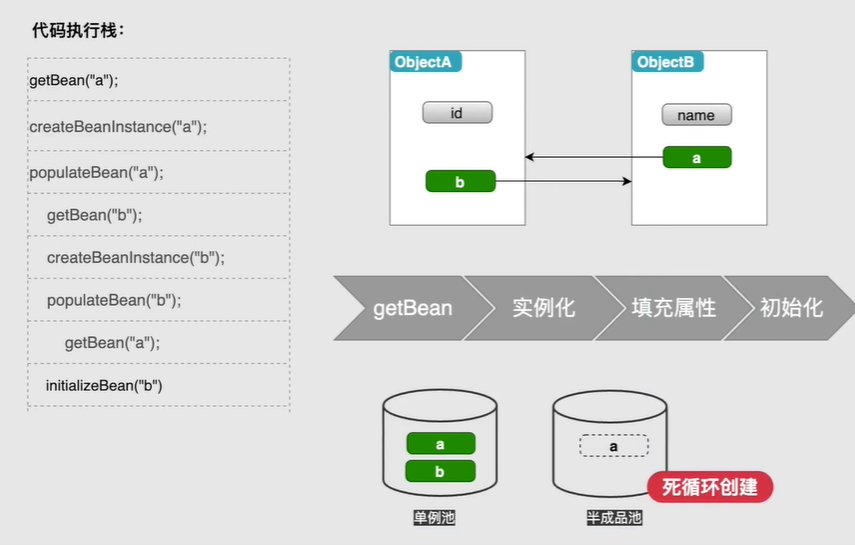 代码执行栈：
getBean("a");
createBeanInstance("a");
populateBean("a");
getBean("b");
createBeanInstance("b");
populateBean("b");
getBean("a");
initializeBean("b")
ObjectA
id
b
ObjectB
name
a
getBean
实例化
填充属性
初始化
a
b
单例池
a
半成品池
死循环创建